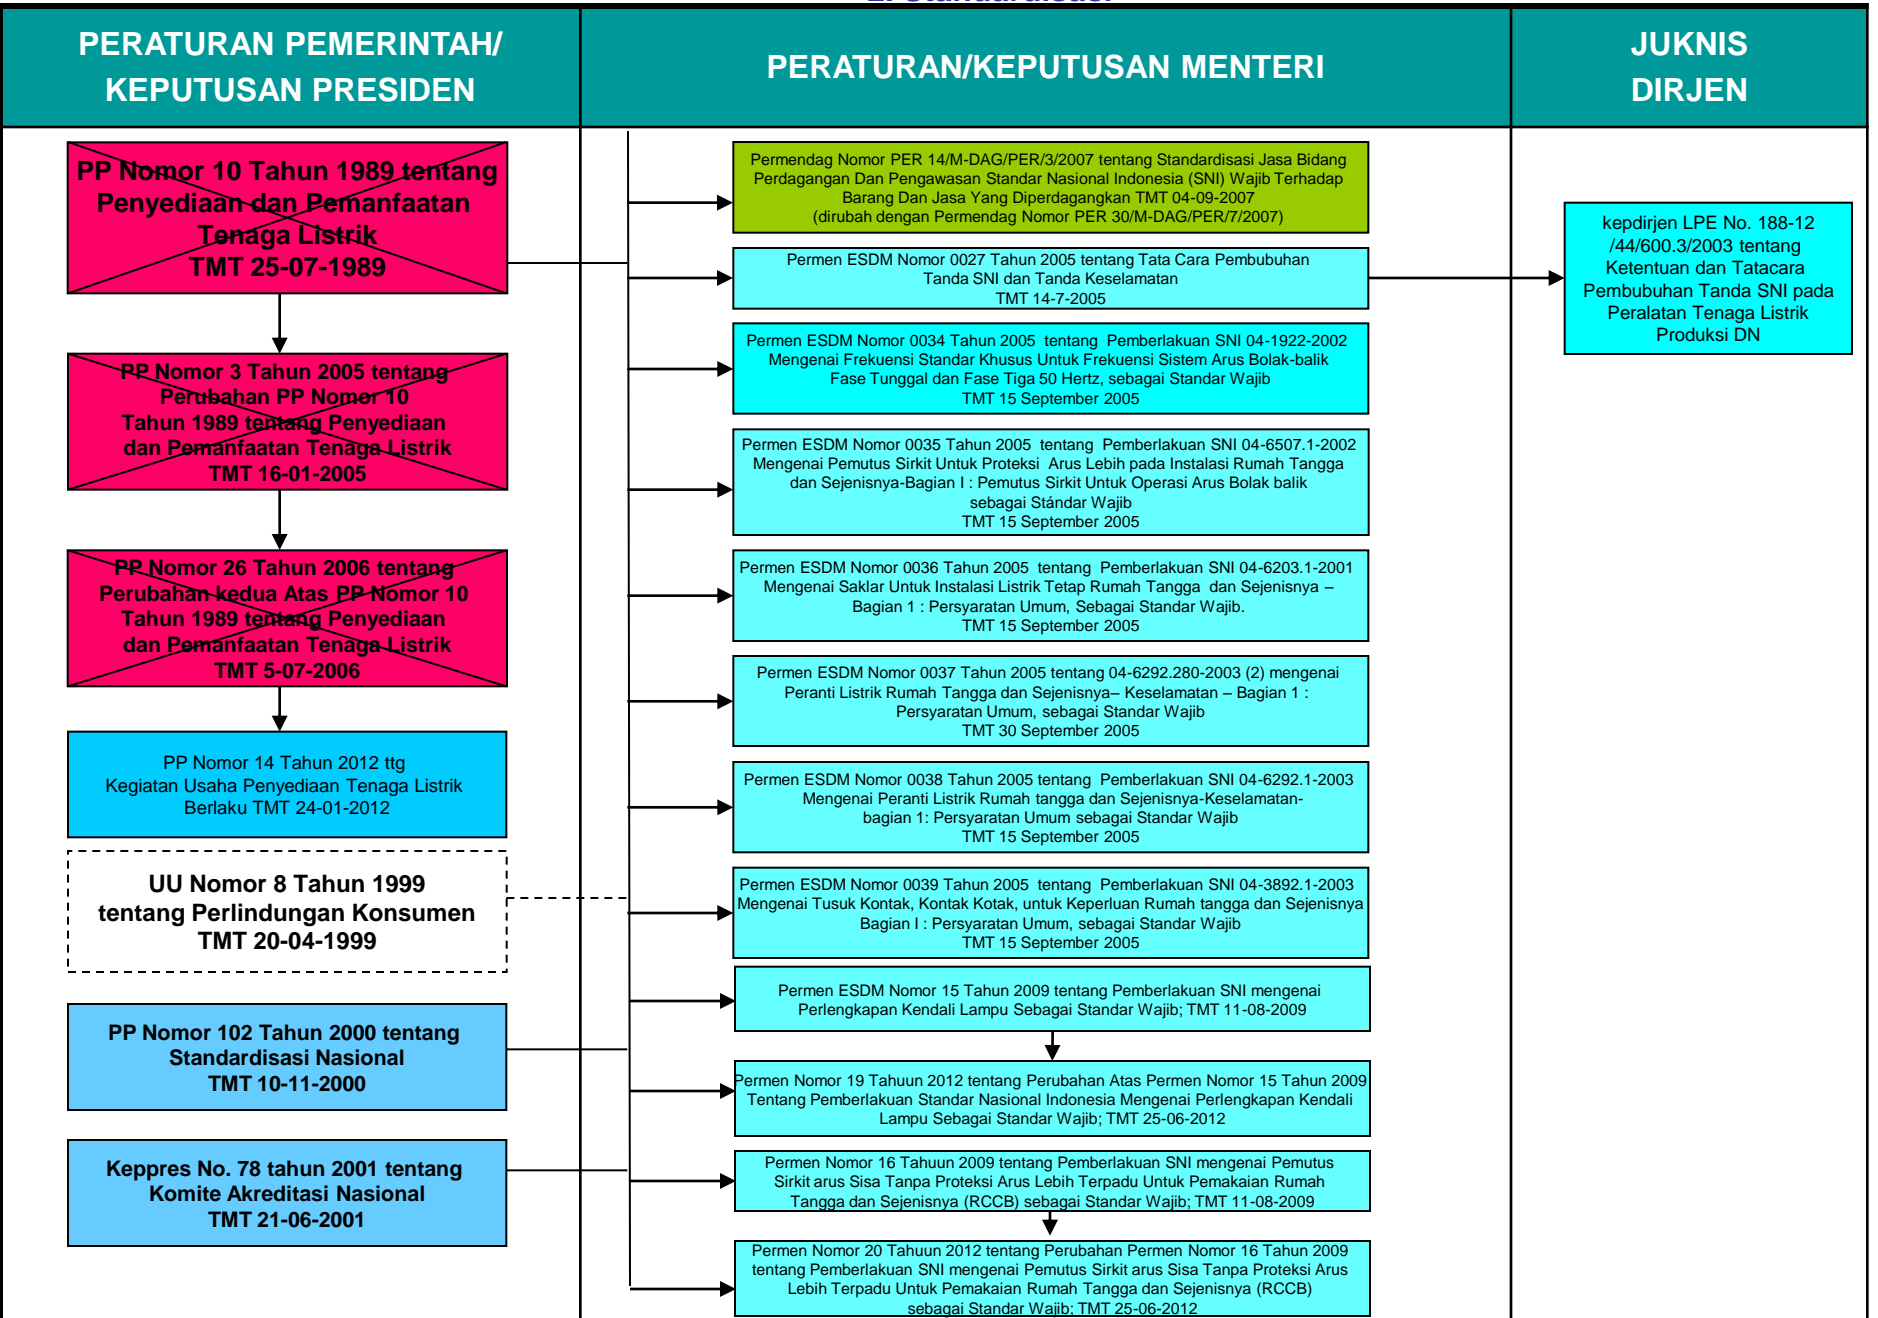 PERATURAN PEMERINTAH/
KEPUTUSAN PRESIDEN
PERATURAN/KEPUTUSAN MENTERI
JUKNIS
DIRJEN
PP Nomor 10 Tahun 1989 tentang
Penyediaan dan Pemanfaatan
Tenaga Listrik
TMT 25-07-1989
PP Nomor 3 Tahun 2005 tentang
Perubahan PP Nomor 10
Tahun 1989 tentang Penyediaan
dan Pemanfaatan Tenaga Listrik
TMT 16-01-2005
PP Nomor 26 Tahun 2006 tentang
Perubahan kedua Atas PP Nomor 10
Tahun 1989 tentang Penyediaan
dan Pemanfaatan Tenaga Listrik
TMT 5-07-2006
PP Nomor 14 Tahun 2012 ttg
Kegiatan Usaha Penyediaan Tenaga Listrik
Berlaku TMT 24-01-2012
UU Nomor 8 Tahun 1999
tentang Perlindungan Konsumen
TMT 20-04-1999
PP Nomor 102 Tahun 2000 tentang
Standardisasi Nasional
TMT 10-11-2000
Keppres No. 78 tahun 2001 tentang
Komite Akreditasi Nasional
TMT 21-06-2001
Permendag Nomor PER 14/M-DAG/PER/3/2007 tentang Standardisasi Jasa Bidang
Perdagangan Dan Pengawasan Standar Nasional Indonesia (SNI) Wajib Terhadap
Barang Dan Jasa Yang Diperdagangkan TMT 04-09-2007
(dirubah dengan Permendag Nomor PER 30/M-DAG/PER/7/2007)
Permen ESDM Nomor 0027 Tahun 2005 tentang Tata Cara Pembubuhan
Tanda SNI dan Tanda Keselamatan
TMT 14-7-2005
Permen ESDM Nomor 0034 Tahun 2005 tentang Pemberlakuan SNI 04-1922-2002
Mengenai Frekuensi Standar Khusus Untuk Frekuensi Sistem Arus Bolak-balik
Fase Tunggal dan Fase Tiga 50 Hertz, sebagai Standar Wajib
TMT 15 September 2005
Permen ESDM Nomor 0035 Tahun 2005 tentang Pemberlakuan SNI 04-6507.1-2002
Mengenai Pemutus Sirkit Untuk Proteksi Arus Lebih pada Instalasi Rumah Tangga
dan Sejenisnya-Bagian I : Pemutus Sirkit Untuk Operasi Arus Bolak balik
sebagai Stándar Wajib
TMT 15 September 2005
Permen ESDM Nomor 0036 Tahun 2005 tentang Pemberlakuan SNI 04-6203.1-2001
Mengenai Saklar Untuk Instalasi Listrik Tetap Rumah Tangga dan Sejenisnya –
Bagian 1 : Persyaratan Umum, Sebagai Standar Wajib.
TMT 15 September 2005
Permen ESDM Nomor 0037 Tahun 2005 tentang 04-6292.280-2003 (2) mengenai
Peranti Listrik Rumah Tangga dan Sejenisnya– Keselamatan – Bagian 1 :
Persyaratan Umum, sebagai Standar Wajib
TMT 30 September 2005
Permen ESDM Nomor 0038 Tahun 2005 tentang Pemberlakuan SNI 04-6292.1-2003
Mengenai Peranti Listrik Rumah tangga dan Sejenisnya-Keselamatan-
bagian 1: Persyaratan Umum sebagai Standar Wajib
TMT 15 September 2005
Permen ESDM Nomor 0039 Tahun 2005 tentang Pemberlakuan SNI 04-3892.1-2003
Mengenai Tusuk Kontak, Kontak Kotak, untuk Keperluan Rumah tangga dan Sejenisnya
Bagian I : Persyaratan Umum, sebagai Standar Wajib
TMT 15 September 2005
Permen ESDM Nomor 15 Tahun 2009 tentang Pemberlakuan SNI mengenai
Perlengkapan Kendali Lampu Sebagai Standar Wajib; TMT 11-08-2009
Permen Nomor 19 Tahuun 2012 tentang Perubahan Atas Permen Nomor 15 Tahun 2009
Tentang Pemberlakuan Standar Nasional Indonesia Mengenai Perlengkapan Kendali
Lampu Sebagai Standar Wajib; TMT 25-06-2012
Permen Nomor 16 Tahuun 2009 tentang Pemberlakuan SNI mengenai Pemutus
Sirkit arus Sisa Tanpa Proteksi Arus Lebih Terpadu Untuk Pemakaian Rumah
Tangga dan Sejenisnya (RCCB) sebagai Standar Wajib; TMT 11-08-2009
Permen Nomor 20 Tahuun 2012 tentang Perubahan Permen Nomor 16 Tahun 2009
tentang Pemberlakuan SNI mengenai Pemutus Sirkit arus Sisa Tanpa Proteksi Arus
Lebih Terpadu Untuk Pemakaian Rumah Tangga dan Sejenisnya (RCCB)
sebagai Standar Wajib; TMT 25-06-2012
kepdirjen LPE No. 188-12
/44/600.3/2003 tentang
Ketentuan dan Tatacara
Pembubuhan Tanda SNI pada
Peralatan Tenaga Listrik
Produksi DN